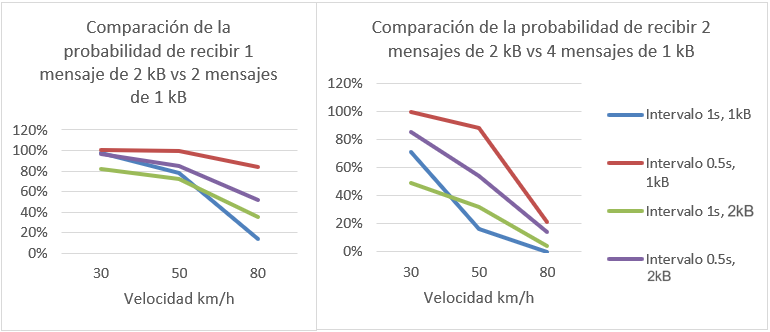 Comparación de la
probabilidad de recibir 1
mensaje de 2 kB vs 2 mensajes
de 1 kB
120%
100%
80%
60%
40%
20%
0%
30 50 80
Velocidad km/h
Comparación de la probabilidad de recibir 2
mensajes de 2 kB vs 4 mensajes de 1 kB
120%
100%
80%
60%
40%
20%
0%
30 50 80
Velocidad km/h
Intervalo 1s, 1kB
Intervalo 0.5s,
1kB
Intervalo 1s, 2kB
Intervalo 0.5s,
2kB